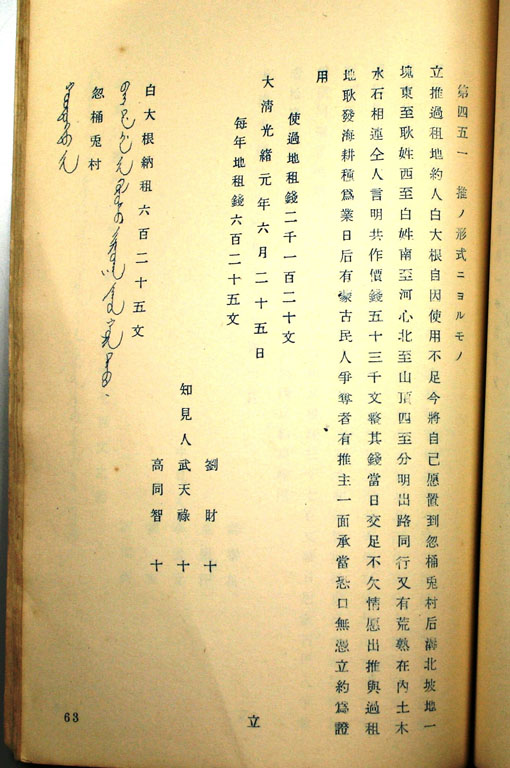 第四五一 推ノ形式ニヨルモノ
立推過租地約人白大根自因使用不足今將自己愿置到忽桶兎村后溝北坡地一
塊東至耿姓西至白姓南至河心北至山頂四至分明出路同行又有荒熟在內土木
水石相連仝人言明共作價錢五十三千文整其錢當日交足不欠情愿出推與過租
地耿發海耕種爲業日后有蒙古民人爭奪者有推主一面承當恐口無憑立約爲證
用
使過地租錢二千一百二十文
大淸光緒元年六月二十五日
每年地租錢六百二十五文
劉財 十
知見人武天祿 十
高同智 十
白大根納租六百二十五文
忽桶兎村
立
63